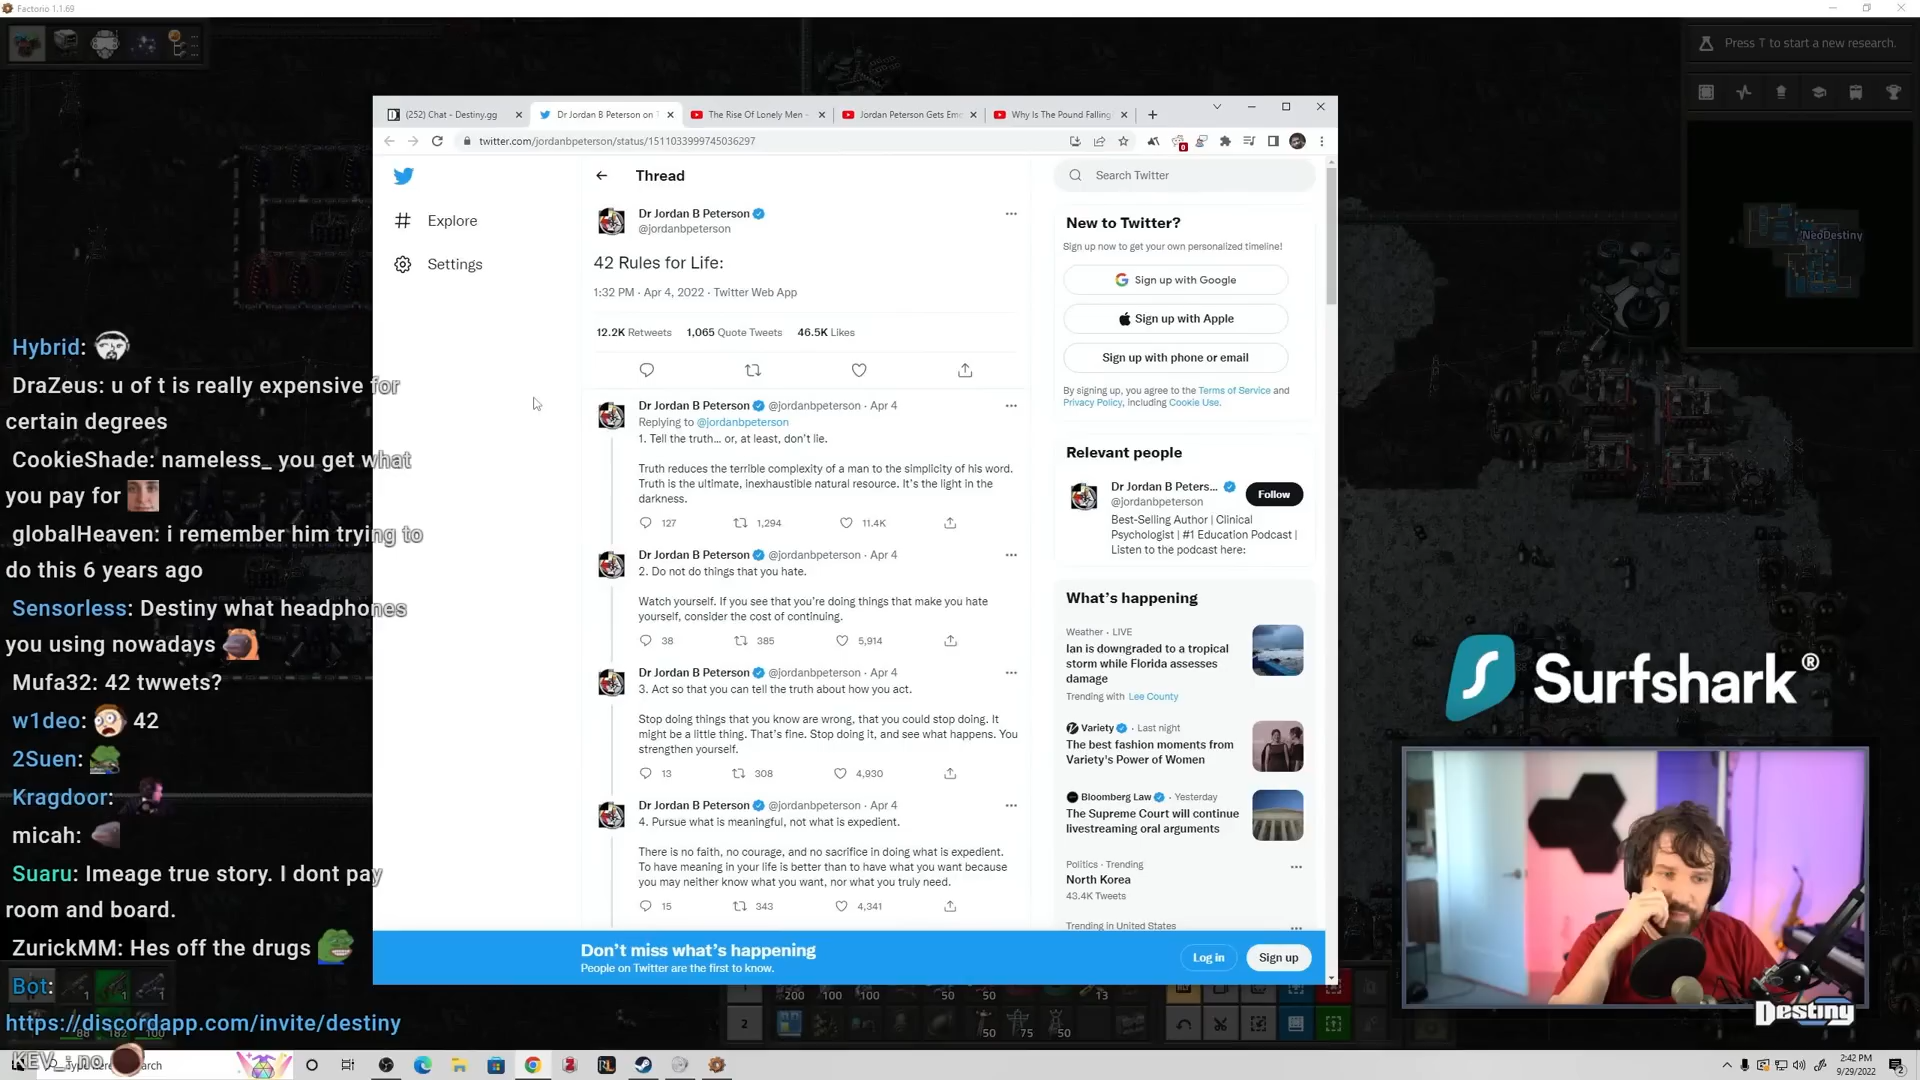 Factorio 1.1.69
Press T to start a new research.
(252) Chat - Destiny.gg
Dr Jordan B Peterson on T
The Rise Of Lonely Men -
Jordan Peterson Gets Emo
Why Is The Pound Falling
twitter.com/jordanbpeterson/status/1511033999745036297
0
Explore
Settings
Thread
Dr Jordan B Peterson
@jordanbpeterson
42 Rules for Life:
1:32 PM · Apr 4, 2022 · Twitter Web App
12.2K Retweets 1,065 Quote Tweets 46.5K Likes
Dr Jordan B Peterson @jordanbpeterson · Apr 4
Replying to @jordanbpeterson
1. Tell the truth... or, at least, don't lie.
Truth reduces the terrible complexity of a man to the simplicity of his word.
Truth is the ultimate, inexhaustible natural resource. It's the light in the
darkness.
127 1,294 11.4K
Dr Jordan B Peterson @jordanbpeterson · Apr 4
2. Do not do things that you hate.
Watch yourself. If you see that you're doing things that make you hate
yourself, consider the cost of continuing.
38 385 5,914
Dr Jordan B Peterson @jordanbpeterson · Apr 4
3. Act so that you can tell the truth about how you act.
Stop doing things that you know are wrong, that you could stop doing. It
might be a little thing. That's fine. Stop doing it, and see what happens. You
strengthen yourself.
13 308 4,930
Dr Jordan B Peterson @jordanbpeterson · Apr 4
4. Pursue what is meaningful, not what is expedient.
There is no faith, no courage, and no sacrifice in doing what is expedient.
To have meaning in your life is better than to have what you want because
you may neither know what you want, nor what you truly need.
15 343 4,341
Search Twitter
New to Twitter?
Sign up now to get your own personalized timeline!
Sign up with Google
Sign up with Apple
Sign up with phone or email
By signing up, you agree to the Terms of Service and
Privacy Policy, including Cookie Use.
Relevant people
Dr Jordan B Peters...
@jordanbpeterson
Follow
Best-Selling Author | Clinical
Psychologist | #1 Education Podcast |
Listen to the podcast here:
What's happening
Weather · LIVE
Ian is downgraded to a tropical
storm while Florida assesses
damage
Trending with Lee County
Variety · Last night
The best fashion moments from
Variety's Power of Women
Bloomberg Law · Yesterday
The Supreme Court will continue
livestreaming oral arguments
Politics · Trending
North Korea
43.4K Tweets
Trending in United States
Don't miss what's happening
People on Twitter are the first to know.
Log in
Sign up
Hybrid:
DraZeus: u of t is really expensive for
certain degrees
CookieShade: nameless_ you get what
you pay for
globalHeaven: i remember him trying to
do this 6 years ago
Sensorless: Destiny what headphones
you using nowadays
Mufa32: 42 twwets?
w1deo: 42
2Suen:
Kragdoor:
micah:
Suaru: Imeage true story. I dont pay
room and board.
ZurickMM: Hes off the drugs
Bot:
https://discordapp.com/invite/destiny
NeoDestiny
Surfshark®
Destiny
1 200 100 100 50 50 13
2 50 75 50
2:42 PM
9/29/2022